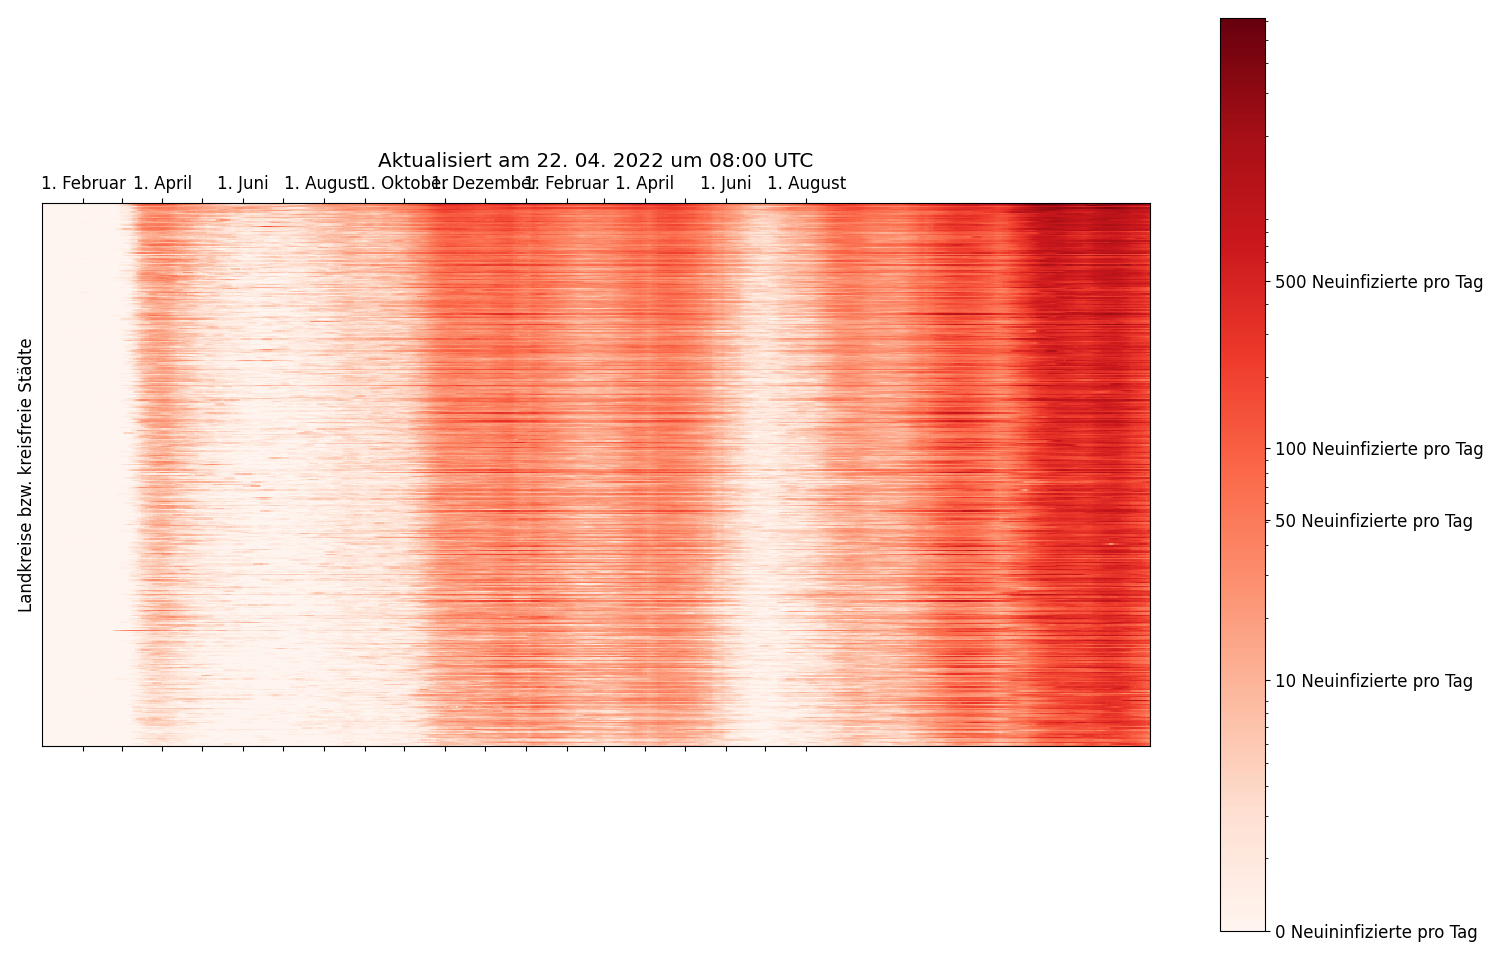 Aktualisiert am 22. 04. 2022 um 08:00 UTC
1. Februar 1. April 1. Juni 1. August 1. Oktober 1. Dezember 1. Februar 1. April 1. Juni 1. August
Landkreise bzw. kreisfreie Städte
500 Neuinfizierte pro Tag
100 Neuinfizierte pro Tag
50 Neuinfizierte pro Tag
10 Neuinfizierte pro Tag
0 Neuininfizierte pro Tag